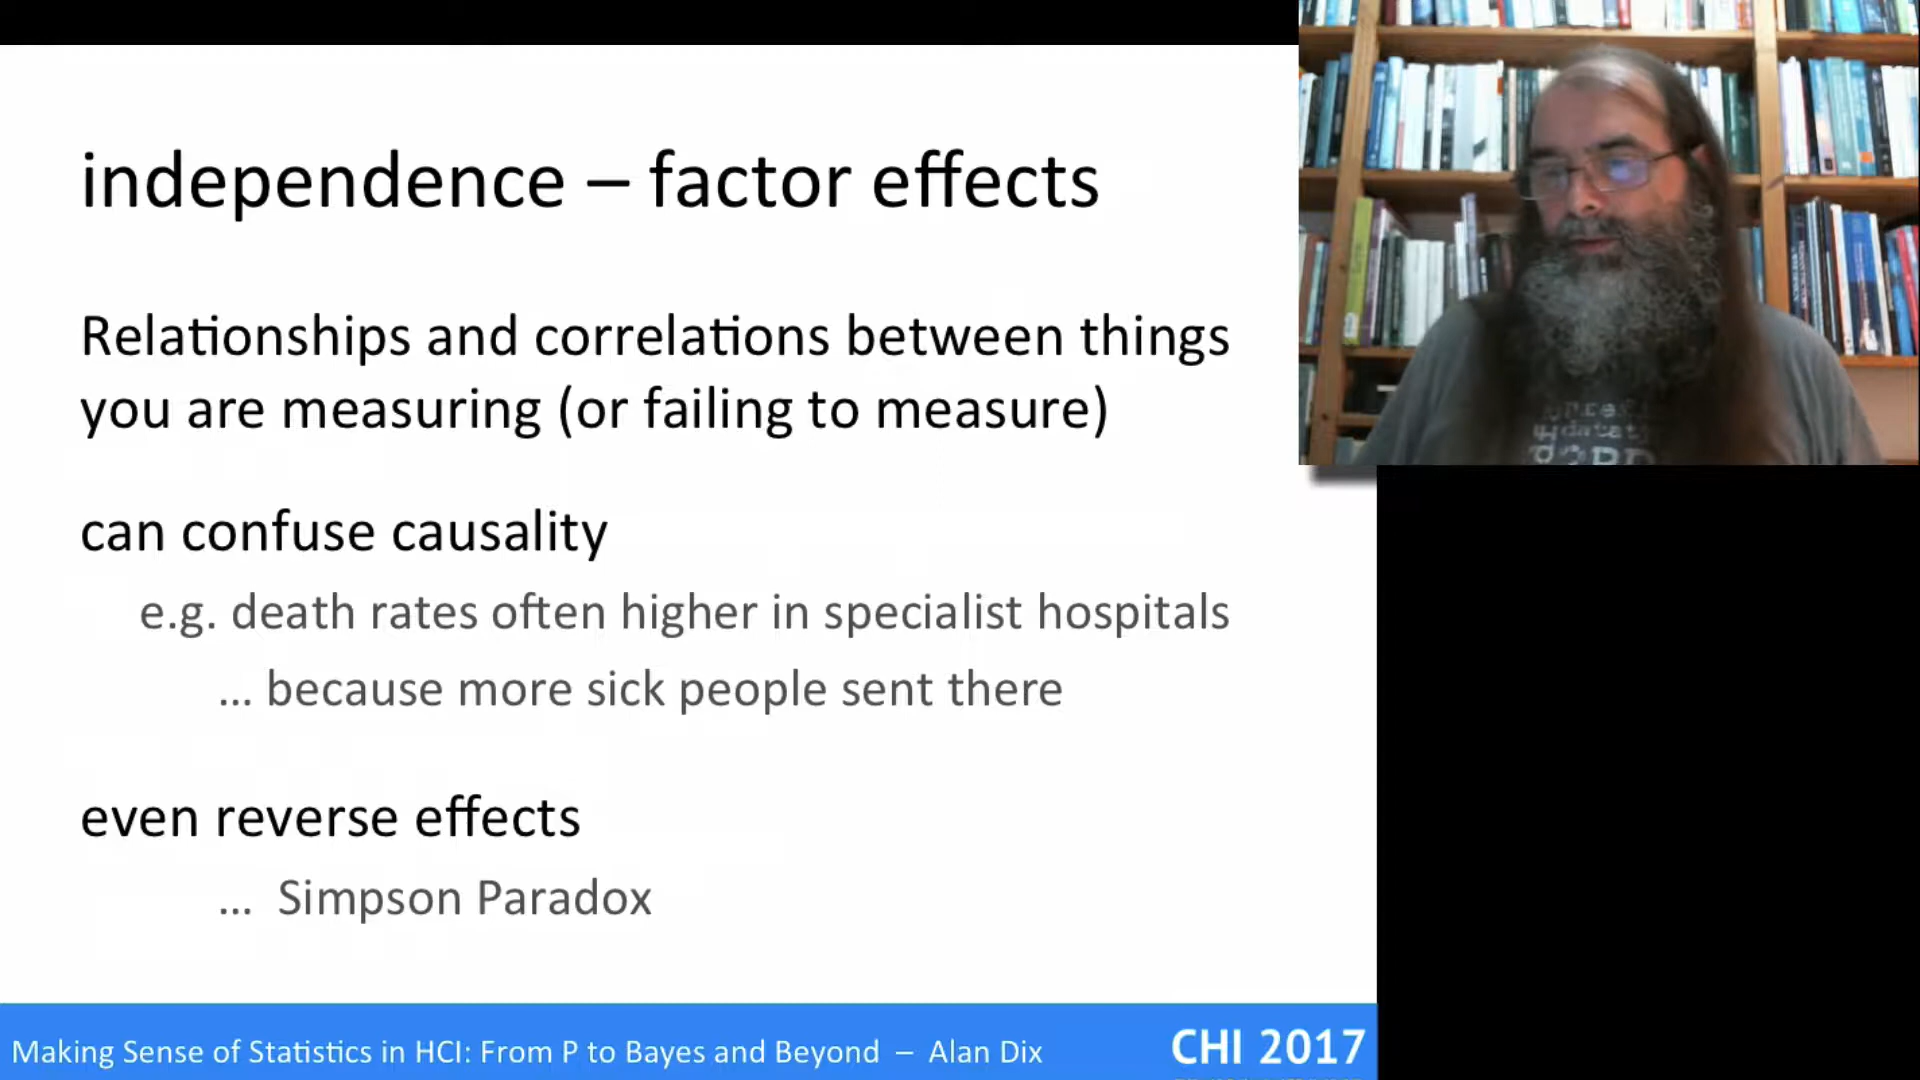 independence – factor effects
Relationships and correlations between things
you are measuring (or failing to measure)
can confuse causality
e.g. death rates often higher in specialist hospitals
... because more sick people sent there
even reverse effects
... Simpson Paradox
Making Sense of Statistics in HCI: From P to Bayes and Beyond – Alan Dix
CHI 2017